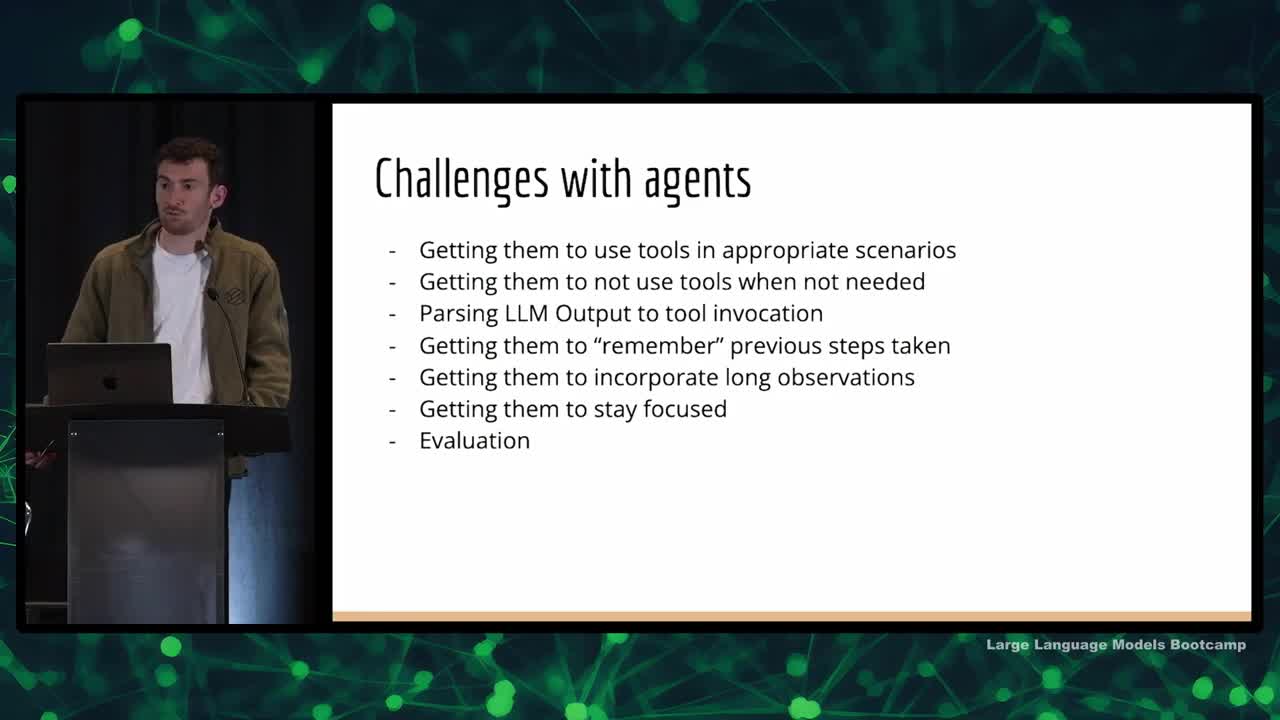 Challenges with agents
- Getting them to use tools in appropriate scenarios
- Getting them to not use tools when not needed
- Parsing LLM Output to tool invocation
- Getting them to “remember” previous steps taken
- Getting them to incorporate long observations
- Getting them to stay focused
- Evaluation
Large Language Models Bootcamp